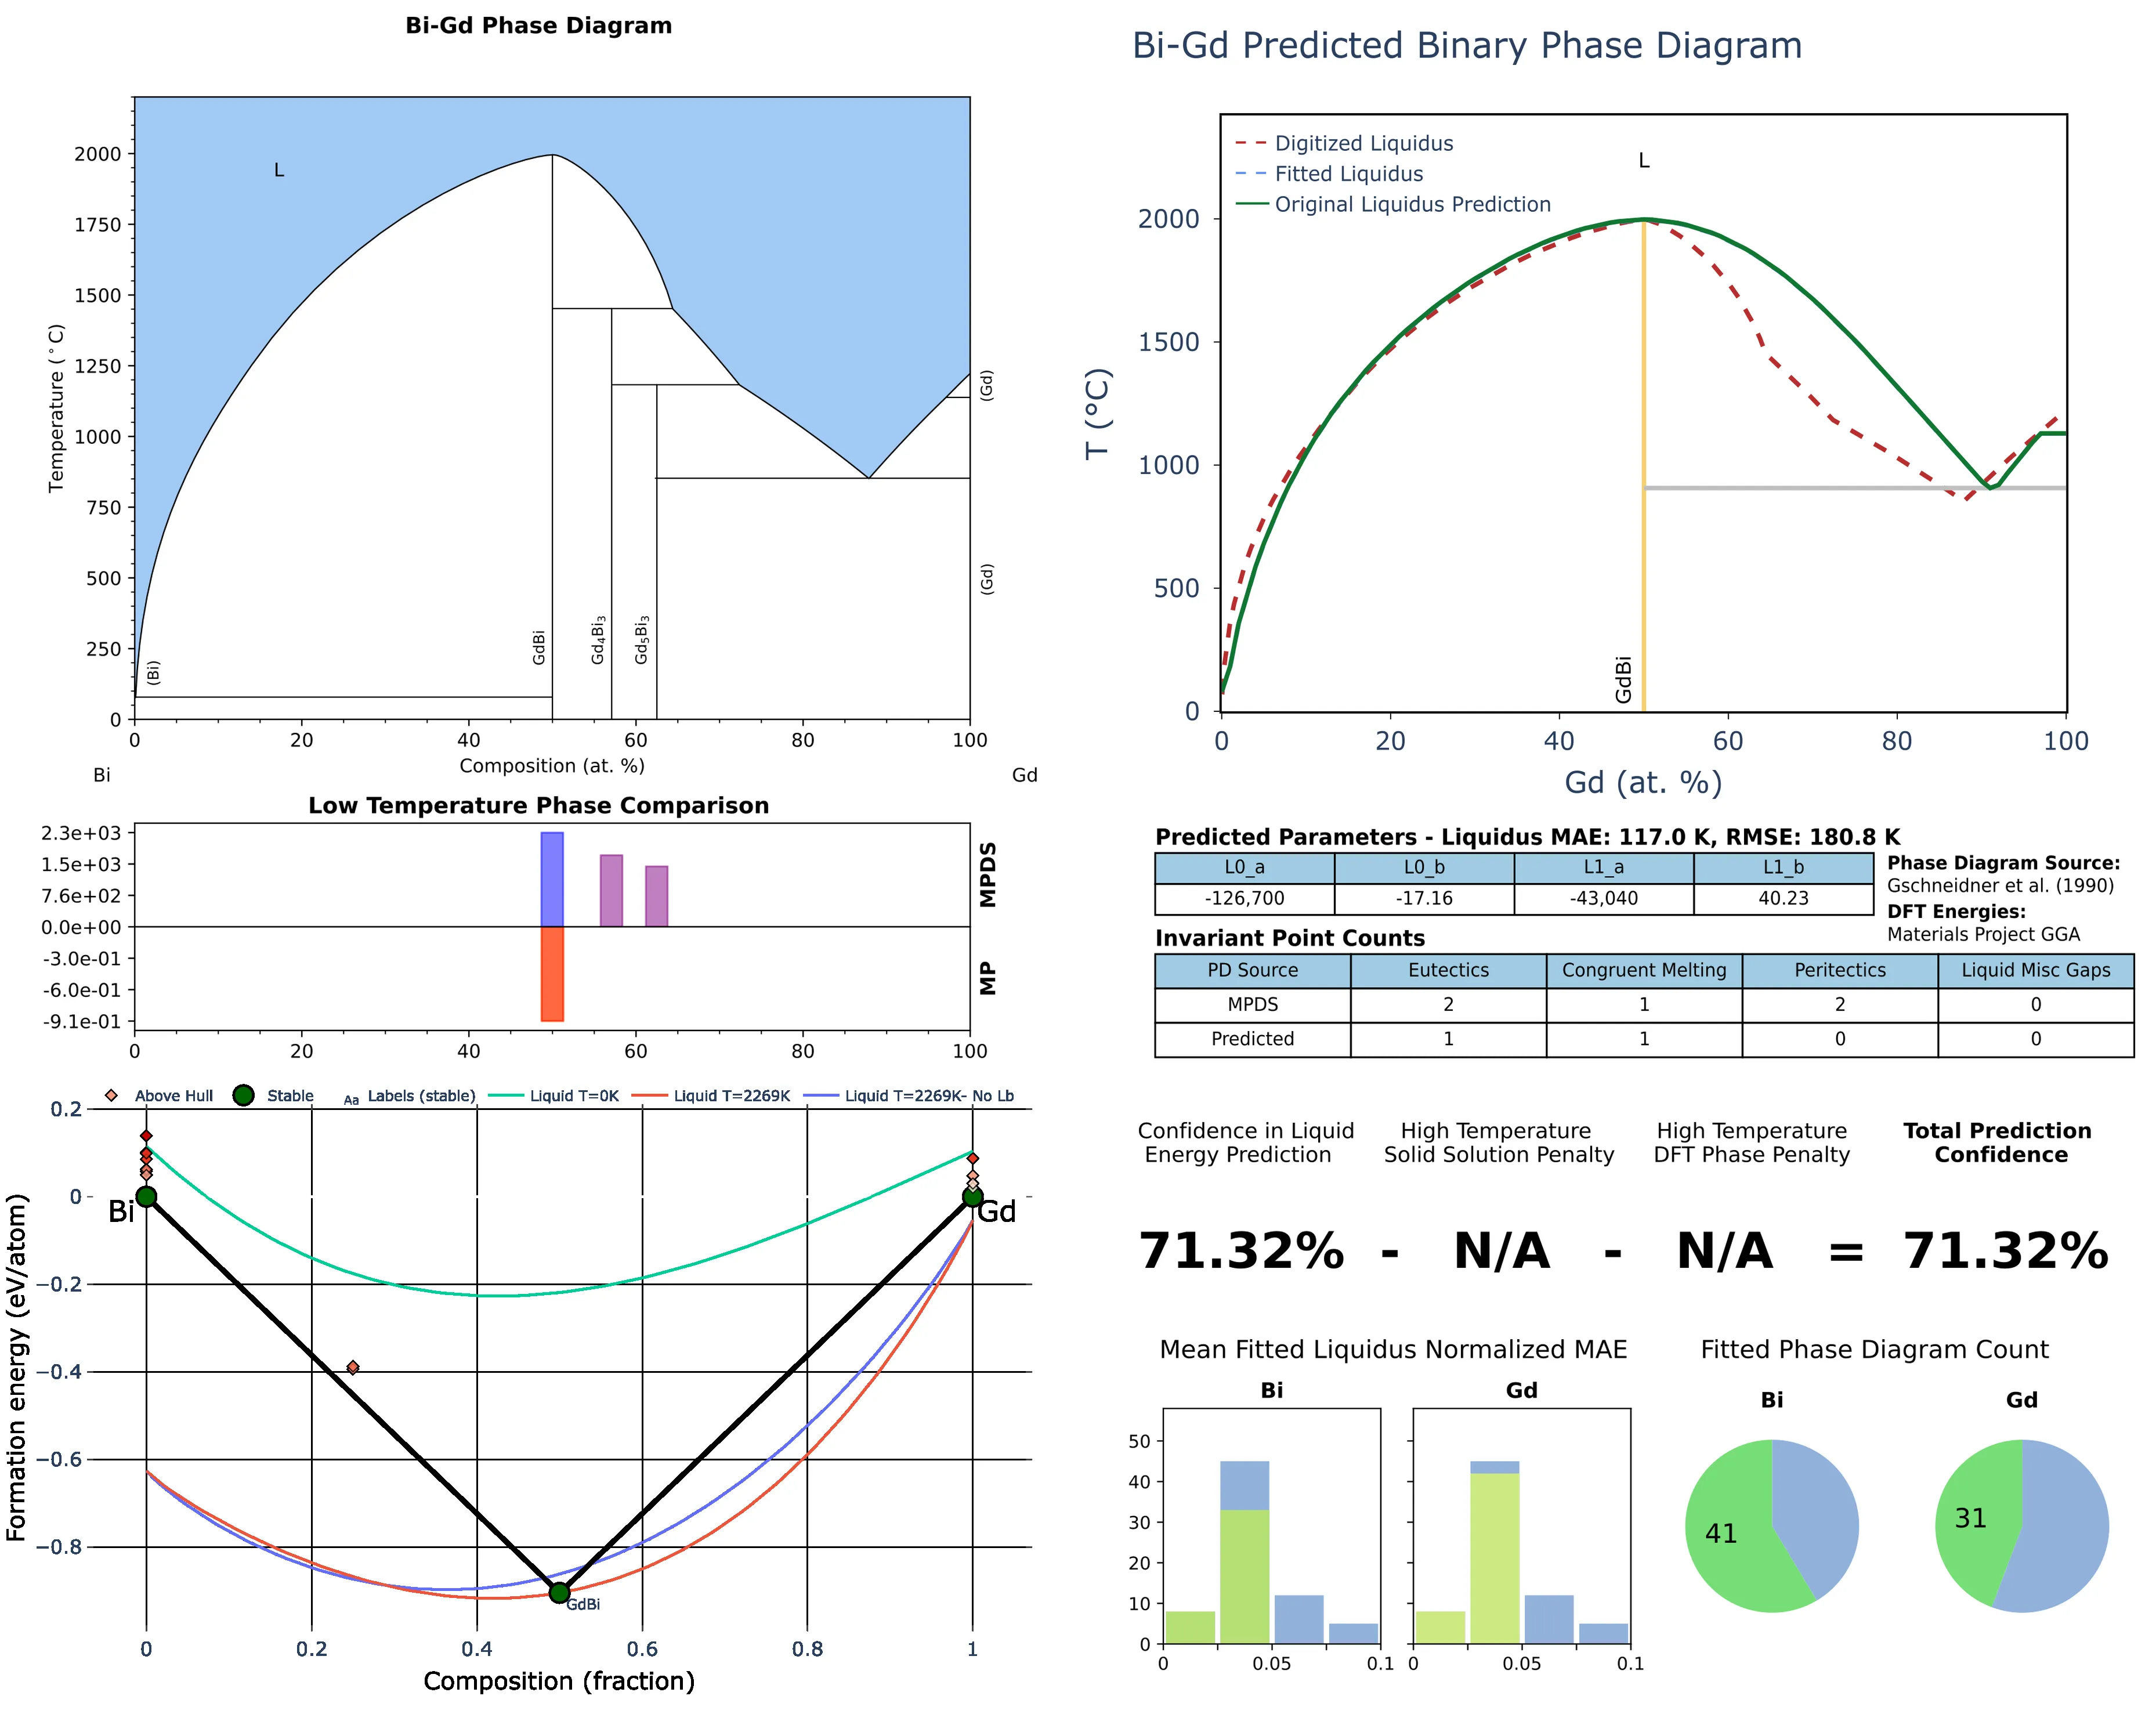 Bi-Gd Phase Diagram
L
2000
1750
1500
1250
1000
750
500
250
0
Temperature (°C)
(Bi)
GdBi
Gd4Bi3
Gd5Bi3
(Gd)
(Gd)
0 20 40 60 80 100
Composition (at. %)
Bi Gd
Low Temperature Phase Comparison
2.3e+03
1.5e+03
7.6e+02
0.0e+00
-3.0e-01
-6.0e-01
-9.1e-01
MPDS
MP
0 20 40 60 80 100
Above Hull Stable Aa Labels (stable) Liquid T=0K Liquid T=2269K Liquid T=2269K- No Lb
0.2
0
−0.2
−0.4
−0.6
−0.8
Formation energy (eV/atom)
Bi
Gd
GdBi
0 0.2 0.4 0.6 0.8 1
Composition (fraction)
Bi-Gd Predicted Binary Phase Diagram
Digitized Liquidus
Fitted Liquidus
Original Liquidus Prediction
L
2000
1500
1000
500
0
T (°C)
GdBi
0 20 40 60 80 100
Gd (at. %)
Predicted Parameters - Liquidus MAE: 117.0 K, RMSE: 180.8 K
L0_a L0_b L1_a L1_b
-126,700 -17.16 -43,040 40.23
Phase Diagram Source:
Gschneidner et al. (1990)
DFT Energies:
Materials Project GGA
Invariant Point Counts
PD Source Eutectics Congruent Melting Peritectics Liquid Misc Gaps
MPDS 2 1 2 0
Predicted 1 1 0 0
Confidence in Liquid
Energy Prediction
High Temperature
Solid Solution Penalty
High Temperature
DFT Phase Penalty
Total Prediction
Confidence
71.32% - N/A - N/A = 71.32%
Mean Fitted Liquidus Normalized MAE
Bi
Gd
50
40
30
20
10
0
0 0.05 0.1
0 0.05 0.1
Fitted Phase Diagram Count
Bi
Gd
41
31